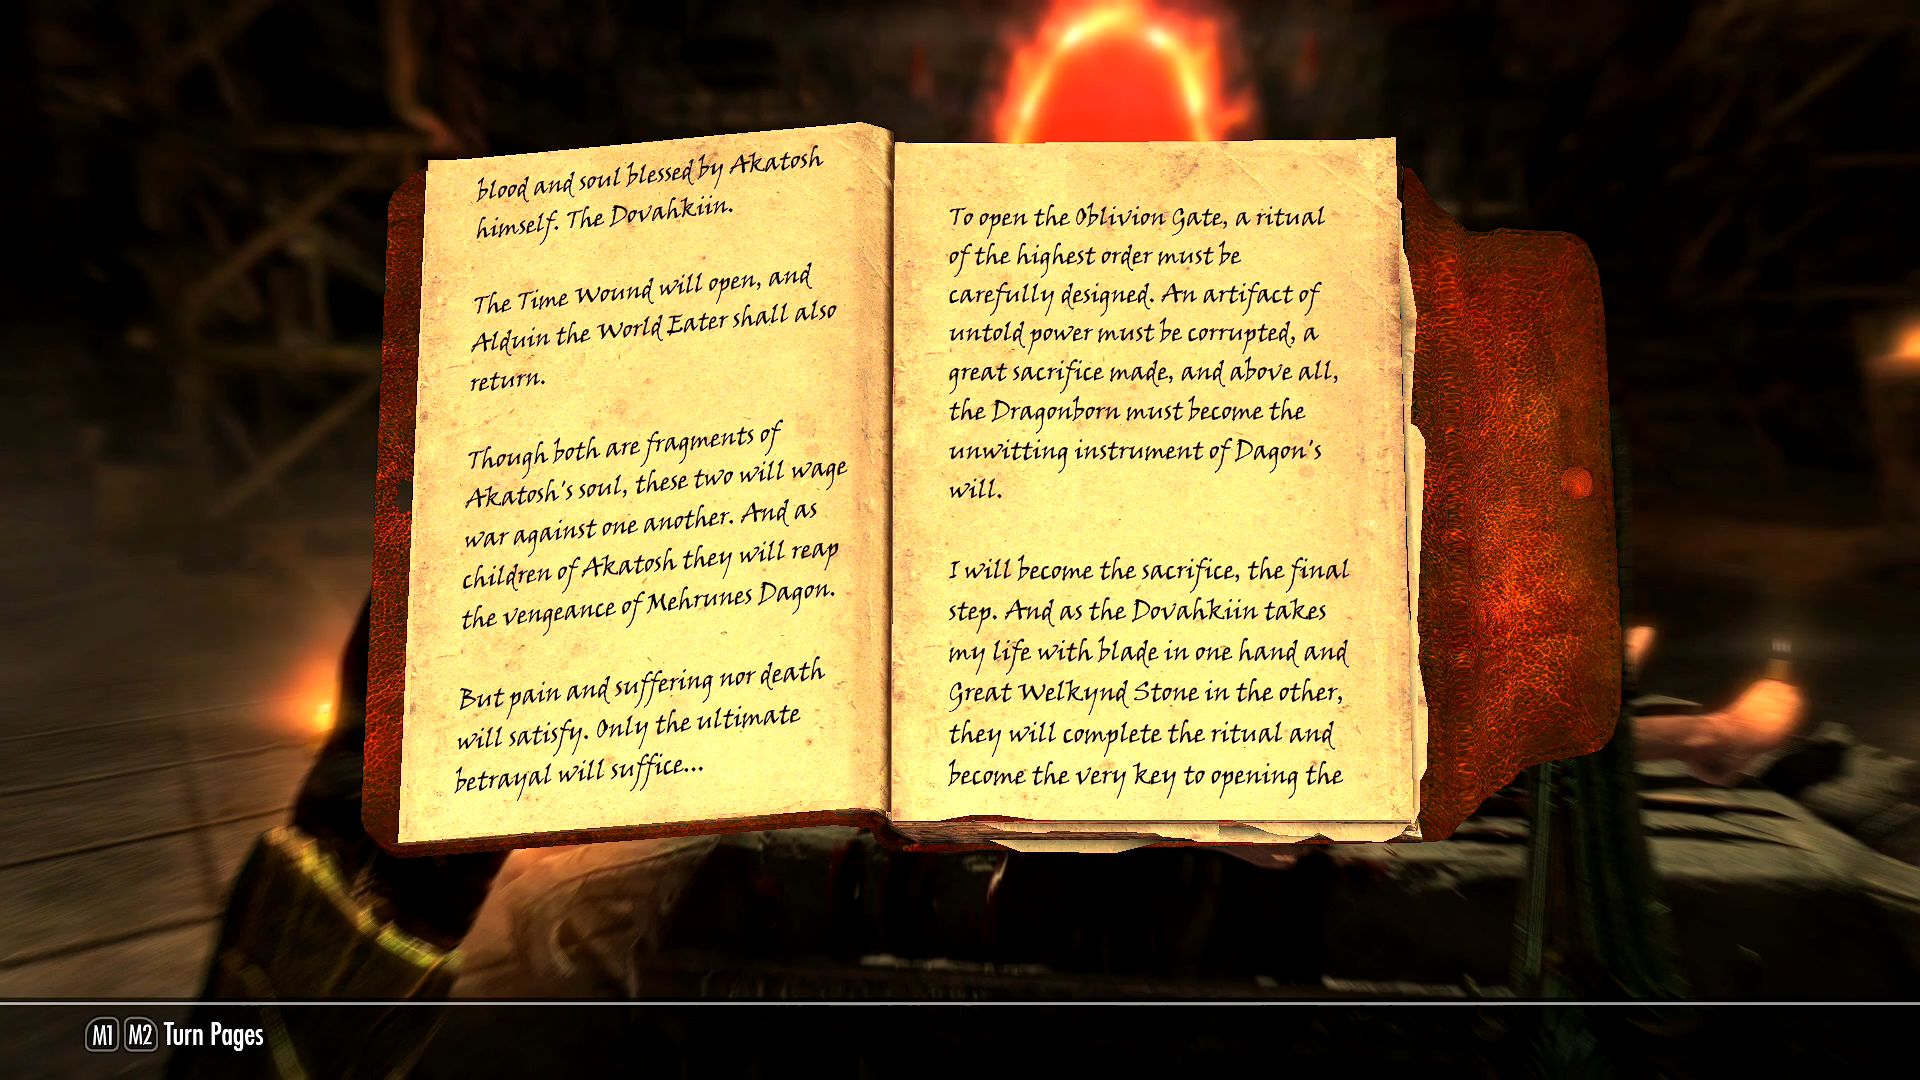 blood and soul blessed by Akatosh
himself. The Dovahkiin.
The Time Wound will open, and
Alduin the World Eater shall also
return.
Though both are fragments of
Akatosh's soul, these two will wage
war against one another. And as
children of Akatosh they will reap
the vengeance of Mehrunes Dagon.
But pain and suffering nor death
will satisfy. Only the ultimate
betrayal will suffice...
To open the Oblivion Gate, a ritual
of the highest order must be
carefully designed. An artifact of
untold power must be corrupted, a
great sacrifice made, and above all,
the Dragonborn must become the
unwitting instrument of Dagon's
will.
I will become the sacrifice, the final
step. And as the Dovahkiin takes
my life with blade in one hand and
Great Welkynd Stone in the other,
they will complete the ritual and
become the very key to opening the
M1 M2 Turn Pages